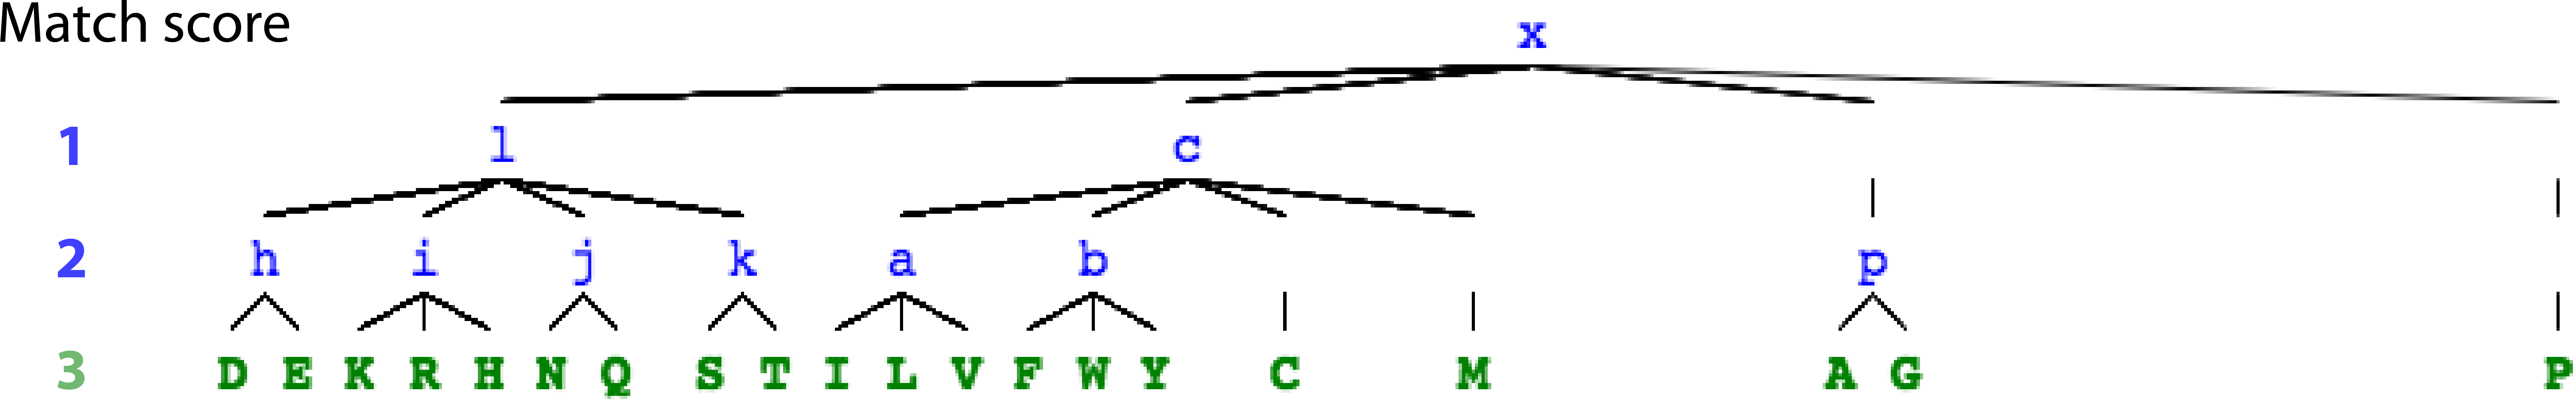 Match score
x
1 l c
2 h i j k a b p
3 D E K R H N Q S T I L V F W Y C M A G P